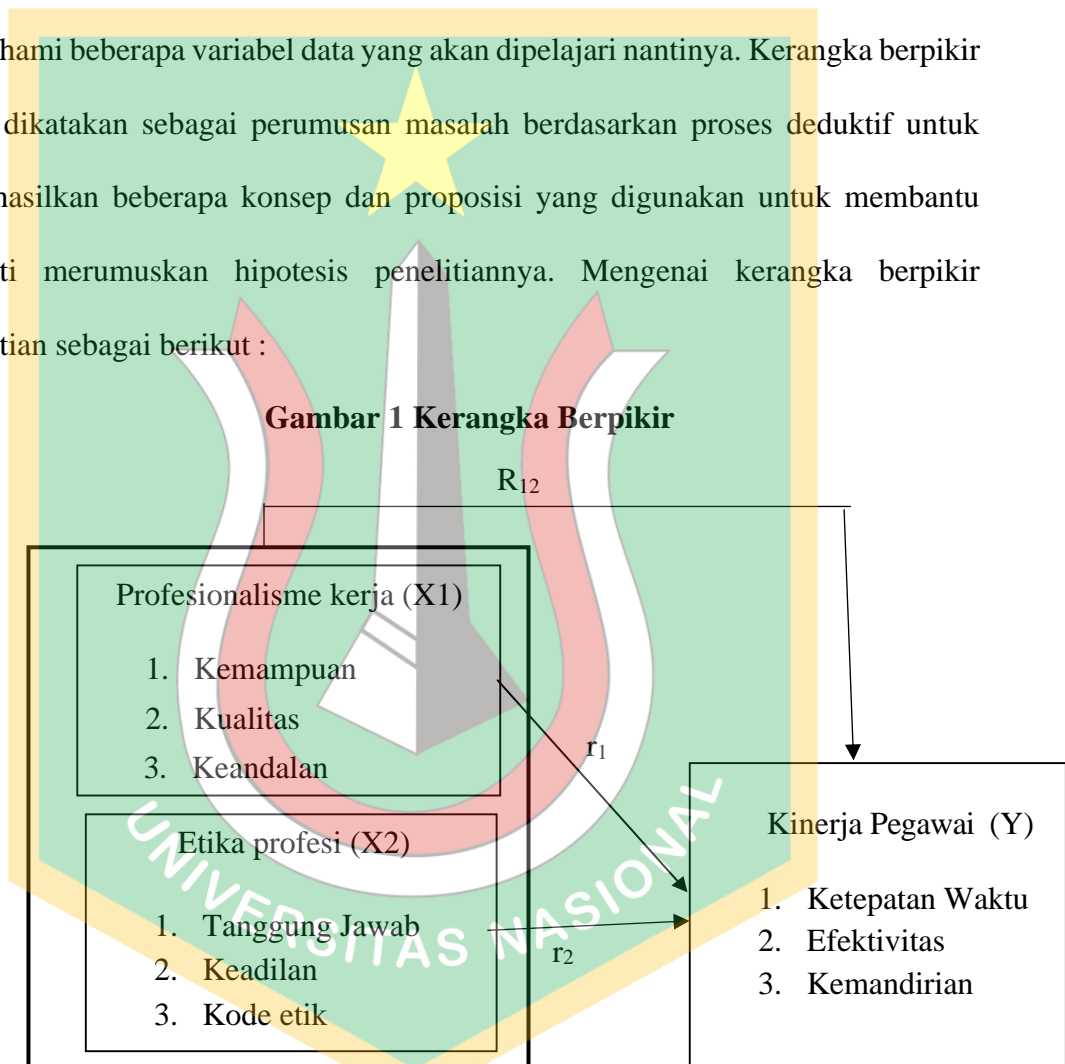 hami beberapa variabel data yang akan dipelajari nantinya. Kerangka berpikir
dikatakan sebagai perumusan masalah berdasarkan proses deduktif untuk
hasilkan beberapa konsep dan proposisi yang digunakan untuk membantu
ti merumuskan hipotesis penelitiannya. Mengenai kerangka berpikir
tian sebagai berikut :
Gambar 1 Kerangka Berpikir
R₁₂
Profesionalisme kerja (X1)
1. Kemampuan
2. Kualitas
3. Keandalan
r₁
Etika profesi (X2)
1. Tanggung Jawab
2. Keadilan
3. Kode etik
r₂
Kinerja Pegawai (Y)
1. Ketepatan Waktu
2. Efektivitas
3. Kemandirian
UNIVERSITAS NASIONAL